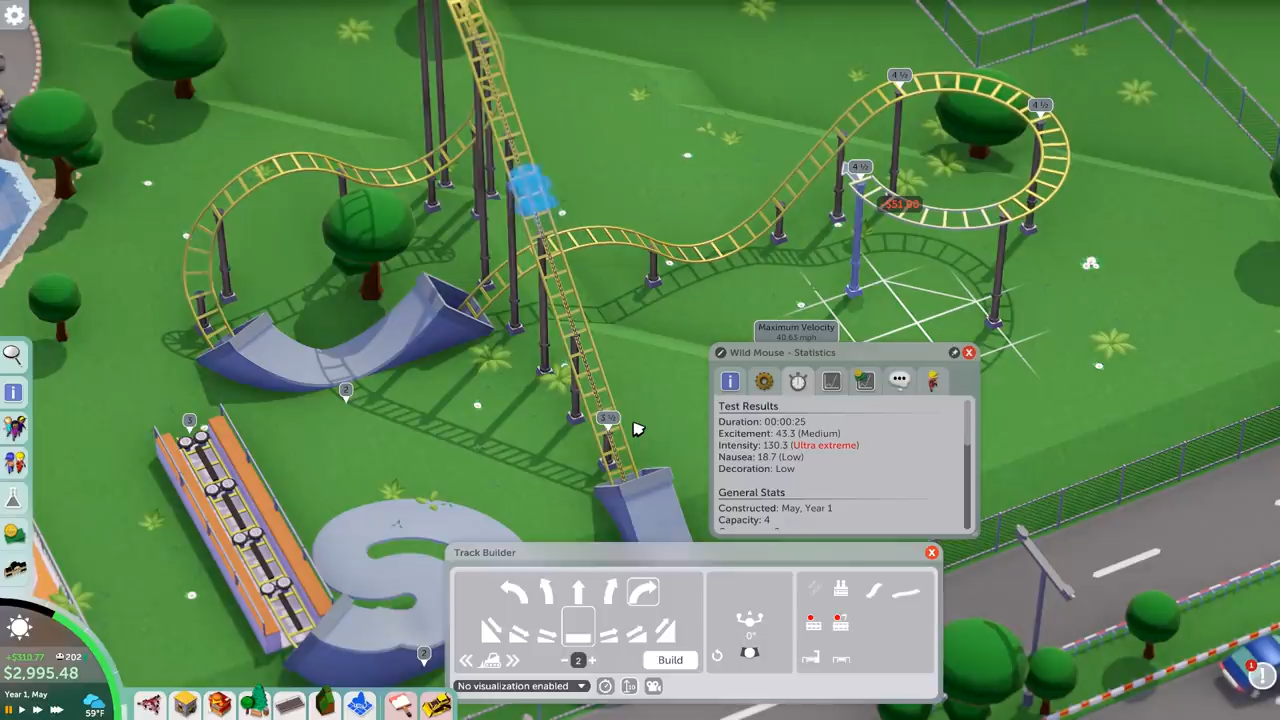 4 ½
4 ½
4 ½
-$51.00
3 ½
2
3
2
Maximum Velocity
40.63 mph
Wild Mouse - Statistics
Test Results
Duration: 00:00:25
Excitement: 43.3 (Medium)
Intensity: 130.3 (Ultra extreme)
Nausea: 18.7 (Low)
Decoration: Low
General Stats
Constructed: May, Year 1
Capacity: 4
Track Builder
0°
- 2 +
Build
No visualization enabled
+$310.77
202
$2,995.48
Year 1, May
59°F
1